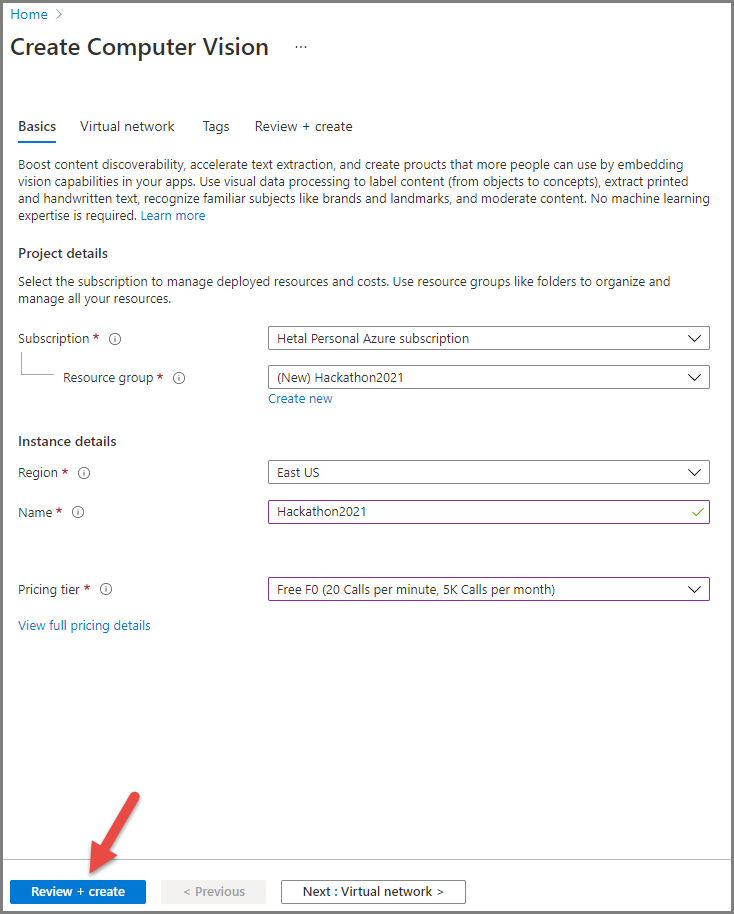 Home >
Create Computer Vision ...
Basics Virtual network Tags Review + create
Boost content discoverability, accelerate text extraction, and create proucts that more people can use by embedding
vision capabilities in your apps. Use visual data processing to label content (from objects to concepts), extract printed
and handwritten text, recognize familiar subjects like brands and landmarks, and moderate content. No machine learning
expertise is required. Learn more
Project details
Select the subscription to manage deployed resources and costs. Use resource groups like folders to organize and
manage all your resources.
Subscription * Hetal Personal Azure subscription
Resource group * (New) Hackathon2021
Create new
Instance details
Region * East US
Name * Hackathon2021
Pricing tier * Free F0 (20 Calls per minute, 5K Calls per month)
View full pricing details
Review + create < Previous Next : Virtual network >